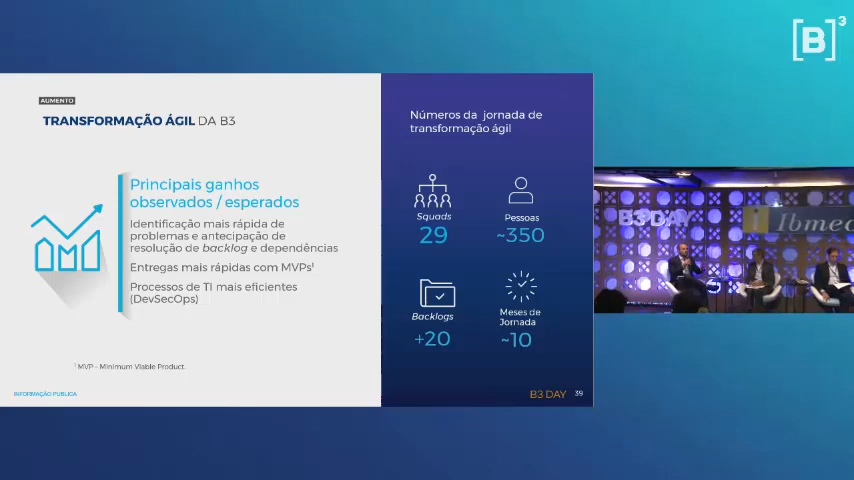 [B]³
AUMENTO
TRANSFORMAÇÃO ÁGIL DA B3
Principais ganhos
observados / esperados
Identificação mais rápida de
problemas e antecipação de
resolução de backlog e dependências
Entregas mais rápidas com MVPs¹
Processos de TI mais eficientes
(DevSecOps)
¹ MVP – Minimum Viable Product.
INFORMAÇÃO PÚBLICA
Números da jornada de
transformação ágil
Squads
29
Pessoas
~350
Backlogs
+20
Meses de
Jornada
~10
B3 DAY 39
B3 DAY
Ibmec